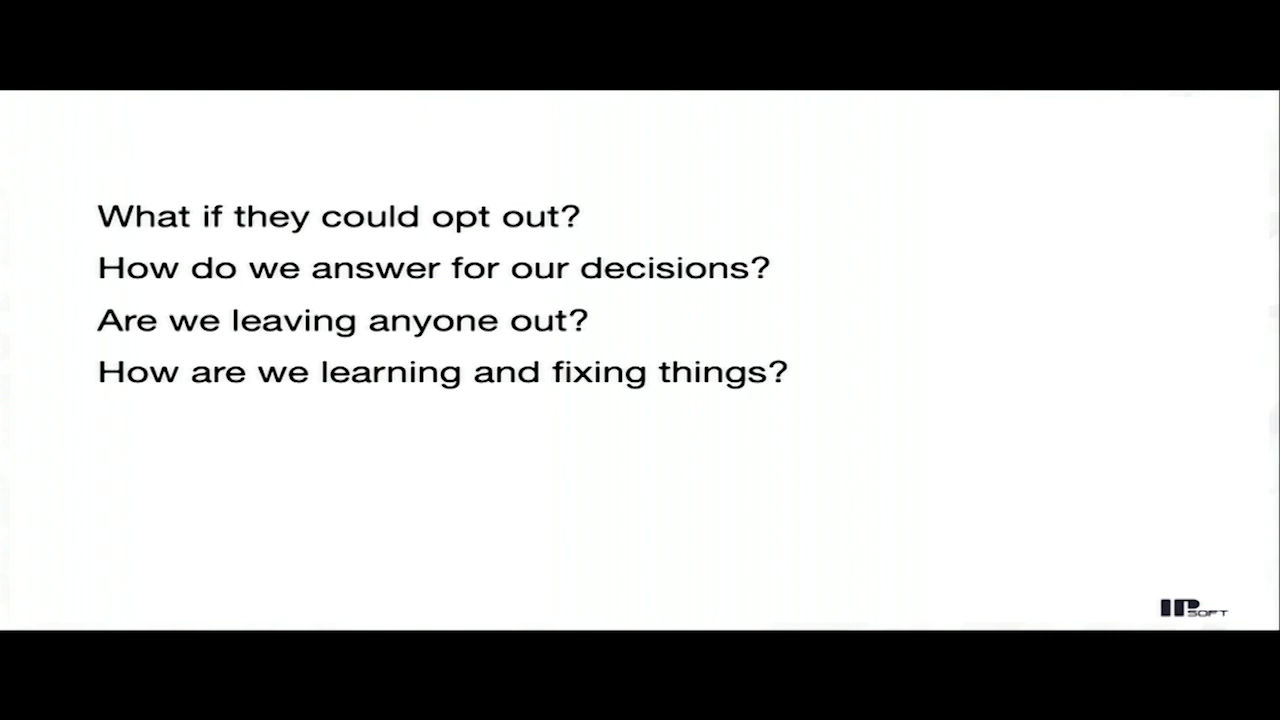 What if they could opt out?
How do we answer for our decisions?
Are we leaving anyone out?
How are we learning and fixing things?
IPSOFT